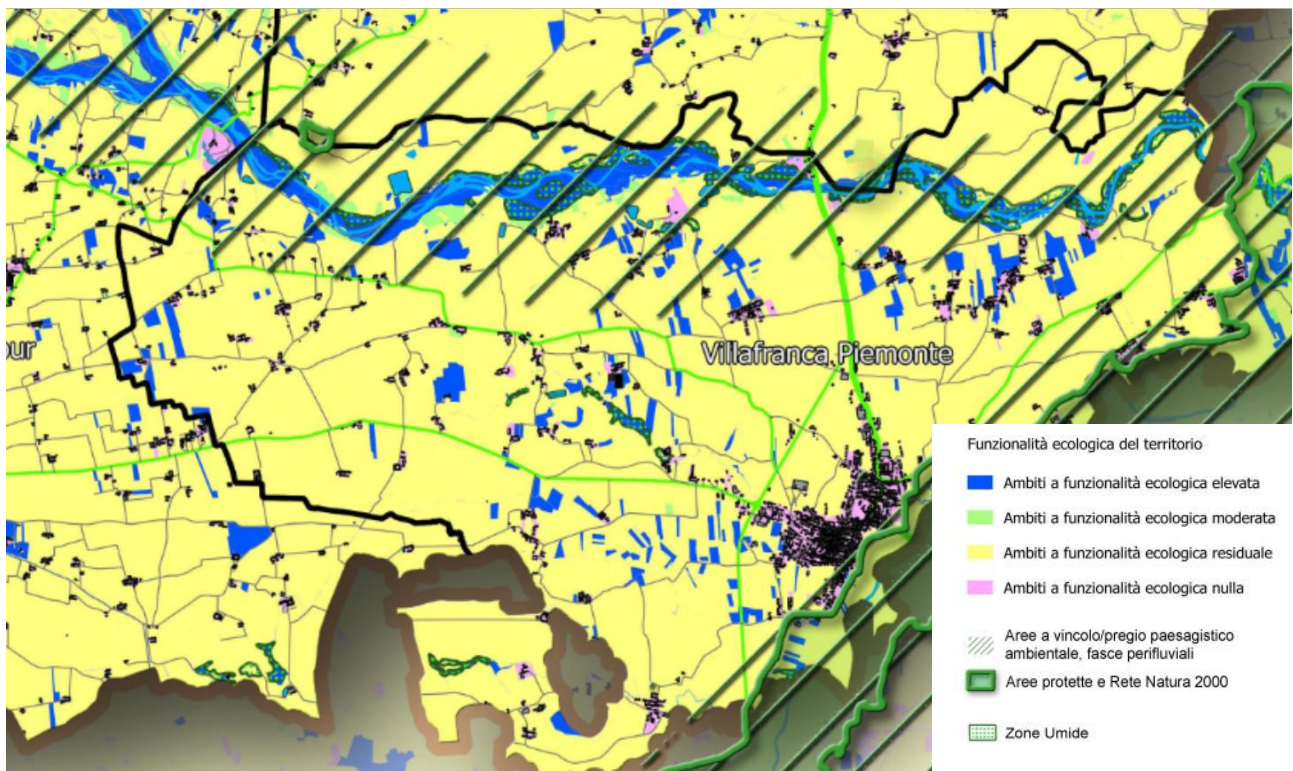 our
Villafranca Piemonte
Funzionalità ecologica del territorio
Ambiti a funzionalità ecologica elevata
Ambiti a funzionalità ecologica moderata
Ambiti a funzionalità ecologica residuale
Ambiti a funzionalità ecologica nulla
Aree a vincolo/pregio paesagistico
ambientale, fasce perifluviali
Aree protette e Rete Natura 2000
Zone Umide